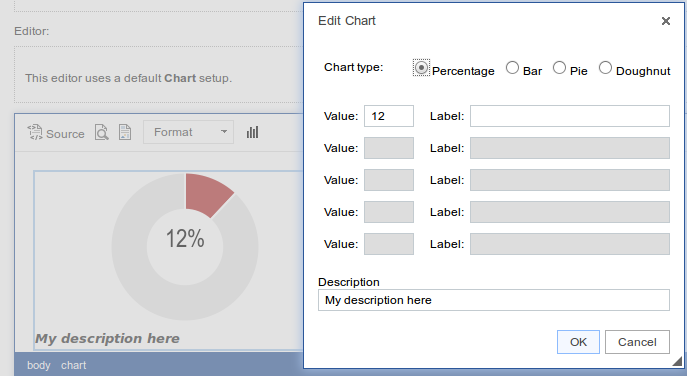 Editor:
This editor uses a default Chart setup.
Source Format
12%
My description here
body chart
Edit Chart
Chart type: Percentage Bar Pie Doughnut
Value: 12 Label:
Value: Label:
Value: Label:
Value: Label:
Value: Label:
Description
My description here
OK Cancel